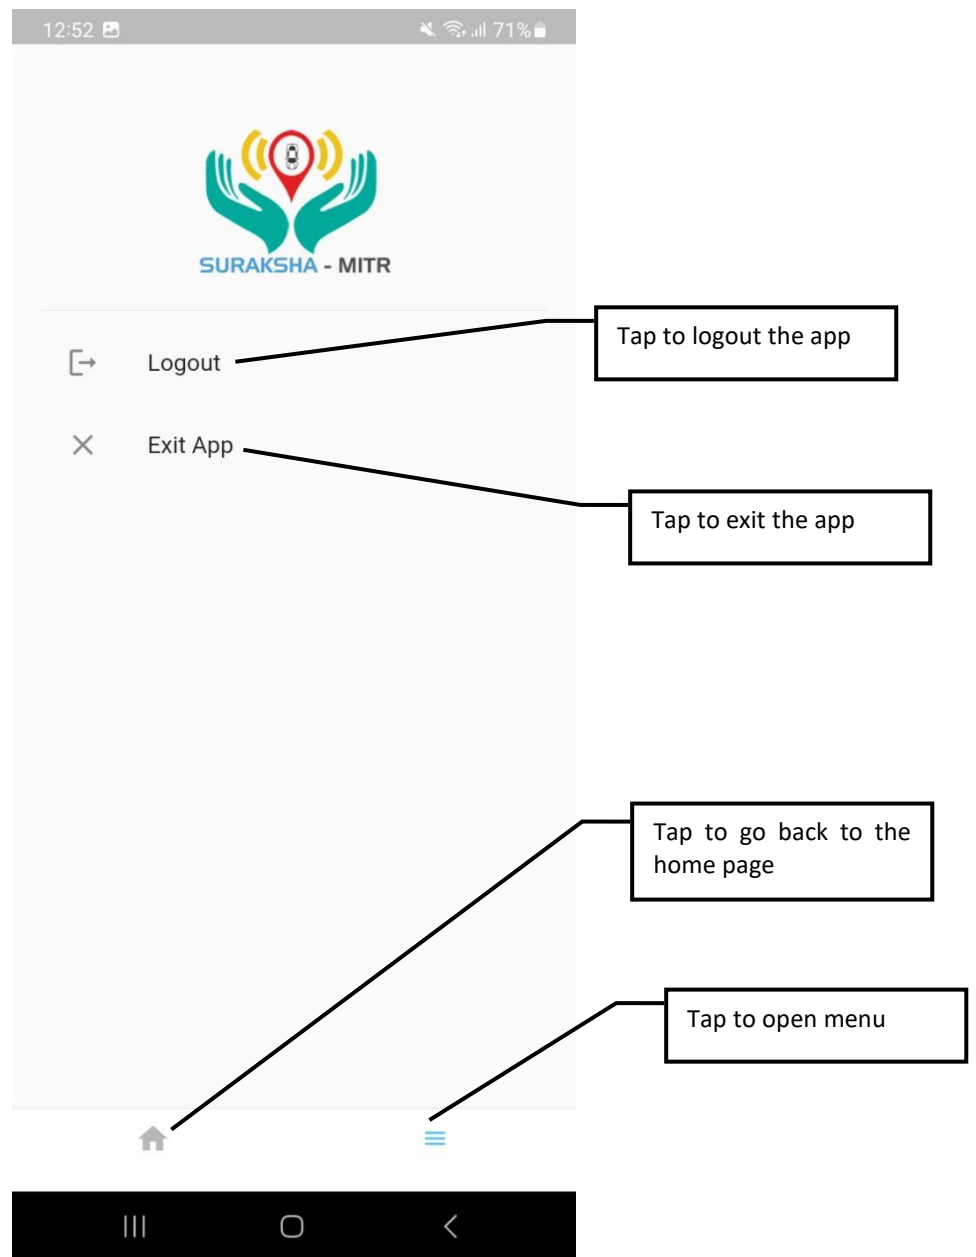 12:52 71%
SURAKSHA - MITR
Logout
Tap to logout the app
Exit App
Tap to exit the app
Tap to go back to the
home page
Tap to open menu